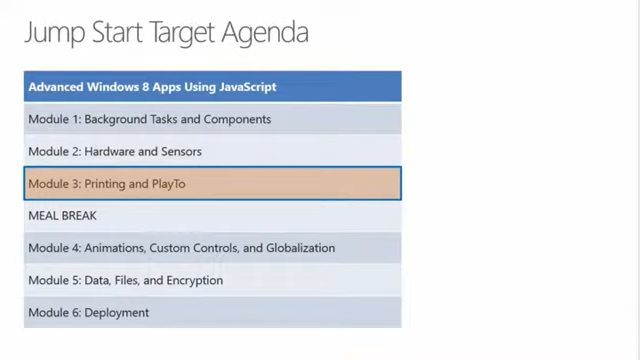 Jump Start Target Agenda
Advanced Windows 8 Apps Using JavaScript
Module 1: Background Tasks and Components
Module 2: Hardware and Sensors
Module 3: Printing and PlayTo
MEAL BREAK
Module 4: Animations, Custom Controls, and Globalization
Module 5: Data, Files, and Encryption
Module 6: Deployment